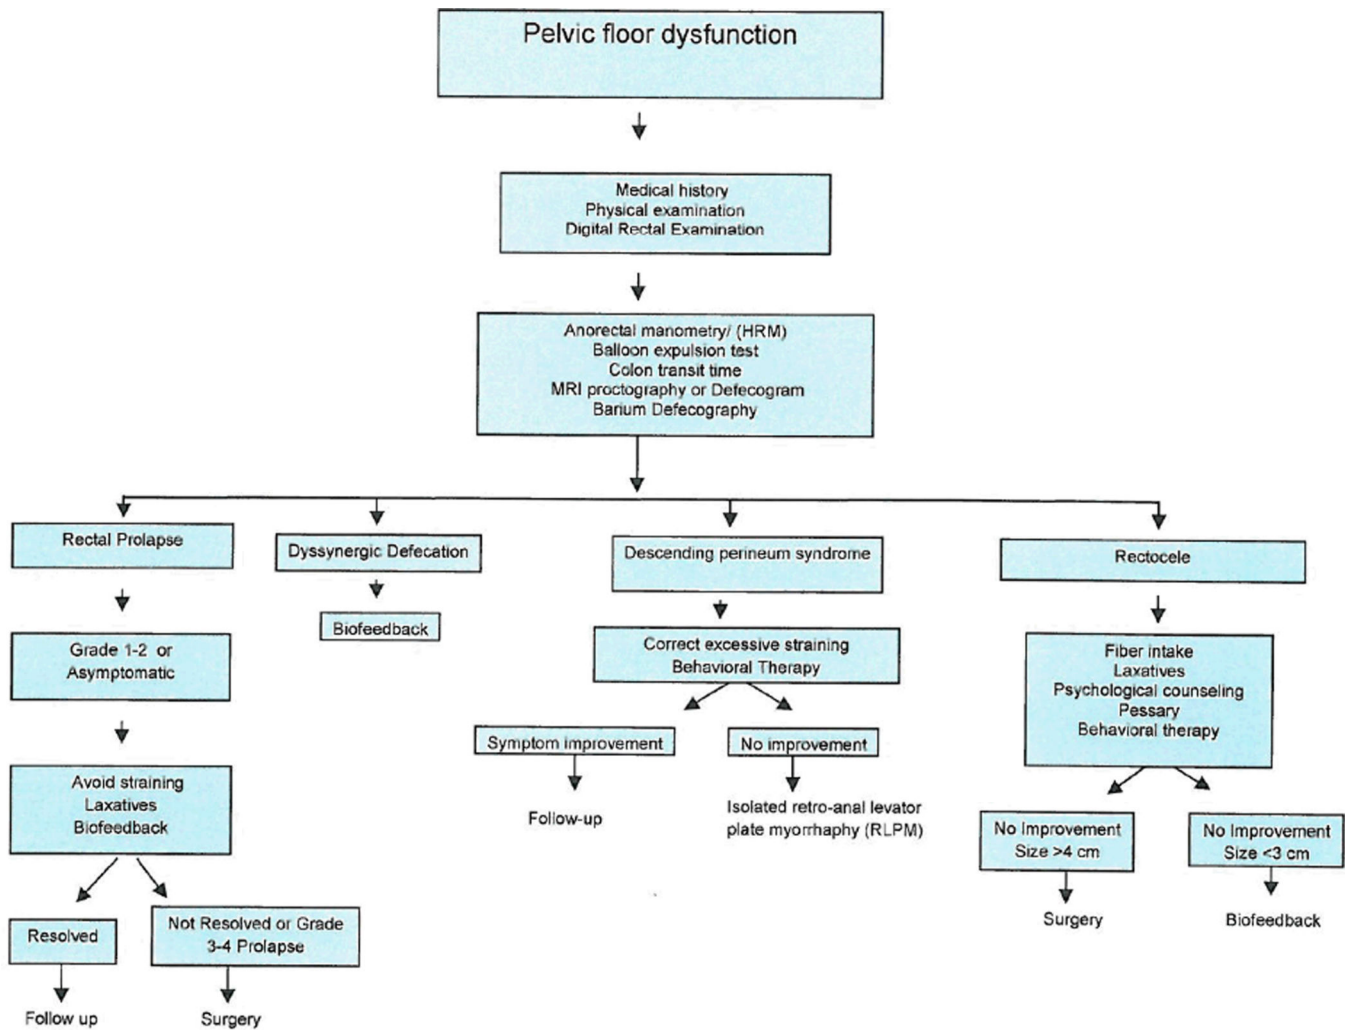 Pelvic floor dysfunction
Medical history
Physical examination
Digital Rectal Examination
Anorectal manometry/ (HRM)
Balloon expulsion test
Colon transit time
MRI proctography or Defecogram
Barium Defecography
Rectal Prolapse
Dyssynergic Defecation
Descending perineum syndrome
Rectocele
Biofeedback
Grade 1-2 or
Asymptomatic
Correct excessive straining
Behavioral Therapy
Fiber intake
Laxatives
Psychological counseling
Pessary
Behavioral therapy
Symptom improvement
No improvement
Avoid straining
Laxatives
Biofeedback
Follow-up
Isolated retro-anal levator
plate myorrhaphy (RLPM)
No Improvement
Size >4 cm
No Improvement
Size <3 cm
Resolved
Not Resolved or Grade
3-4 Prolapse
Surgery
Biofeedback
Follow up
Surgery